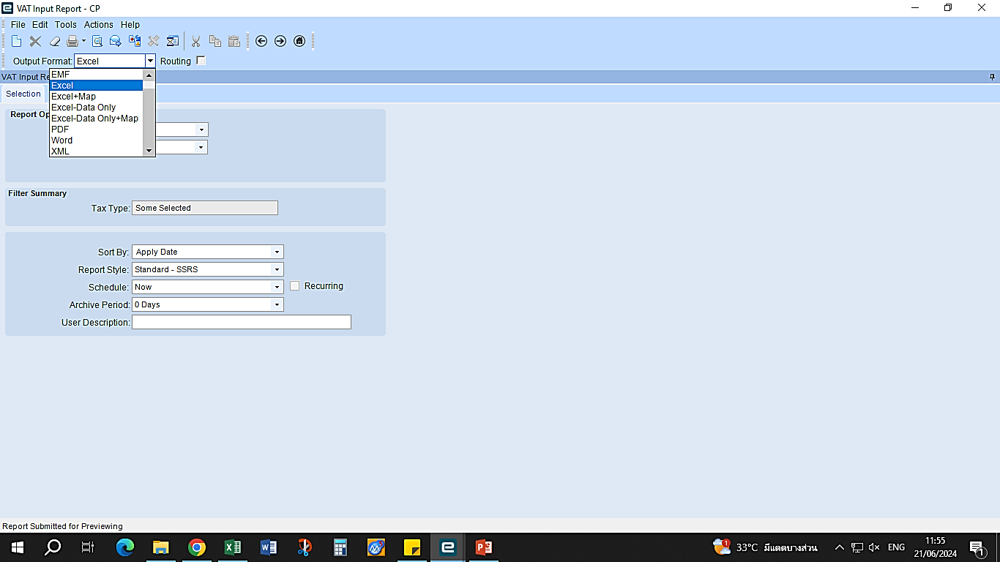 VAT Input Report - CP
File Edit Tools Actions Help
Output Format: Excel Routing
VAT Input Re
EMF
Excel
Excel+Map
Excel-Data Only
Excel-Data Only+Map
PDF
Word
XML
Selection
Report Op
Filter Summary
Tax Type: Some Selected
Sort By: Apply Date
Report Style: Standard - SSRS
Schedule: Now Recurring
Archive Period: 0 Days
User Description:
Report Submitted for Previewing
1 33°C มีแดดบางส่วน ENG 11:55 1
21/06/2024